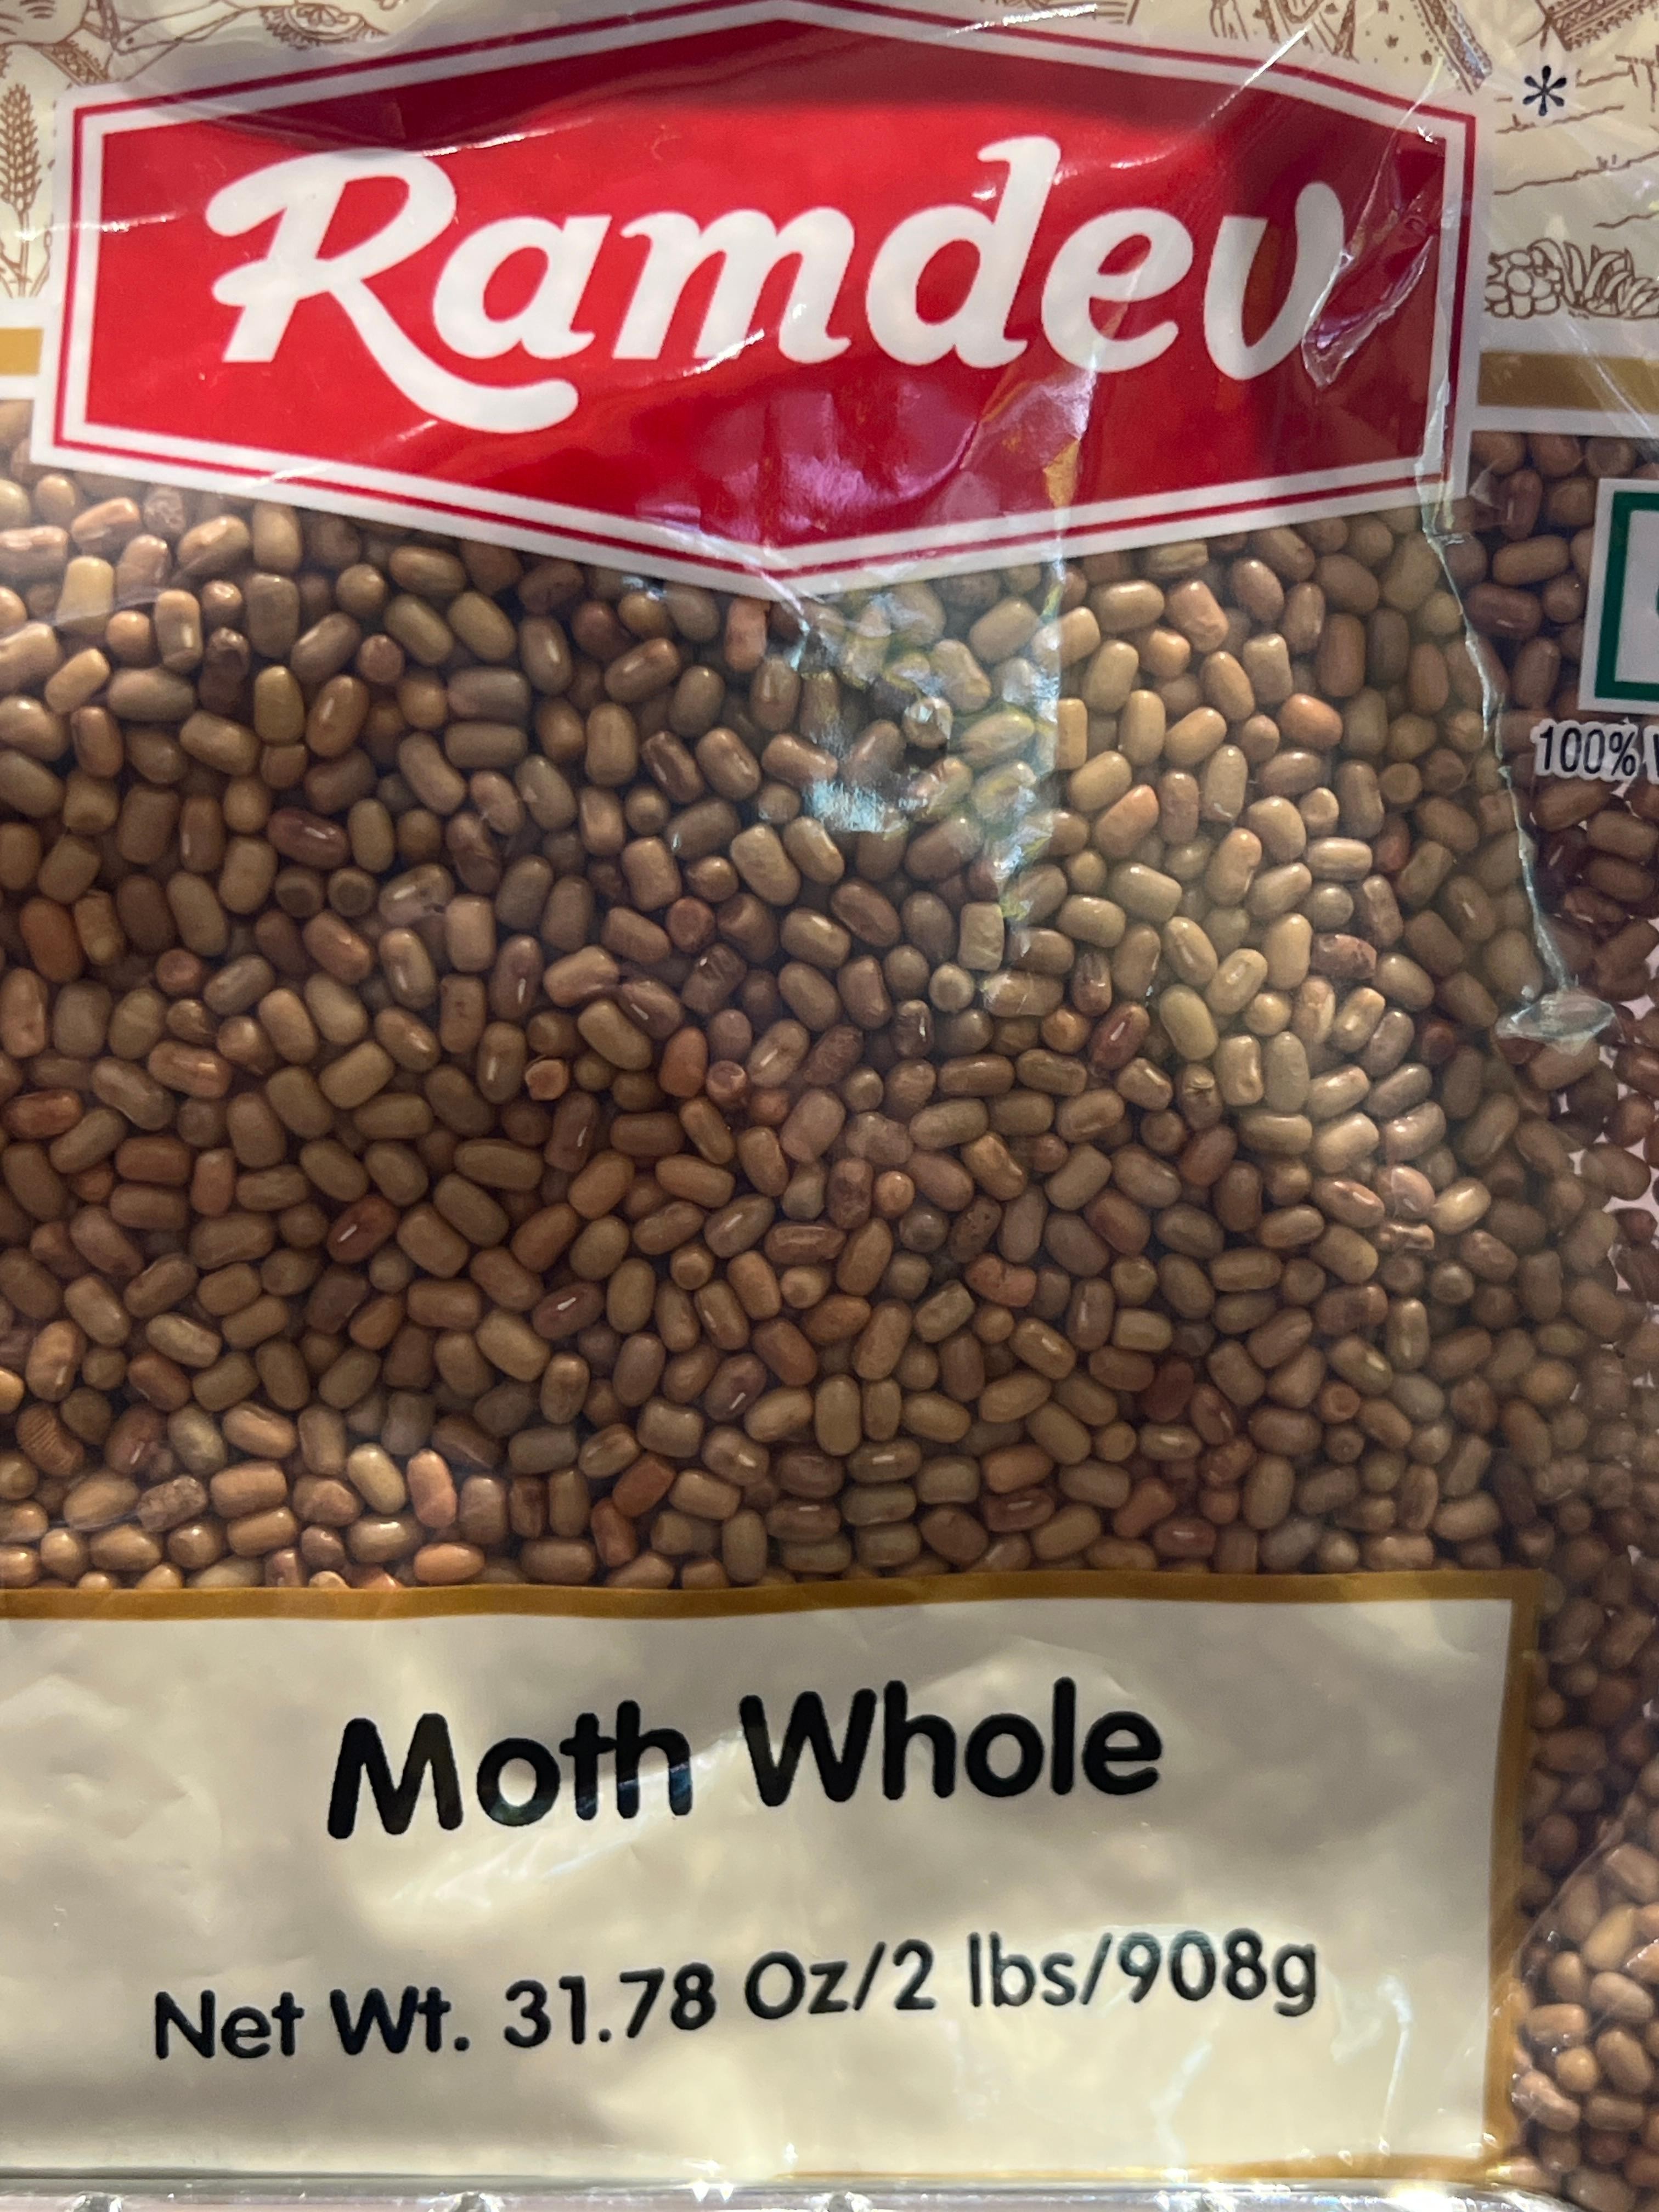 Ramdev
*
100%
Moth Whole
Net Wt. 31.78 Oz/2 lbs/908g